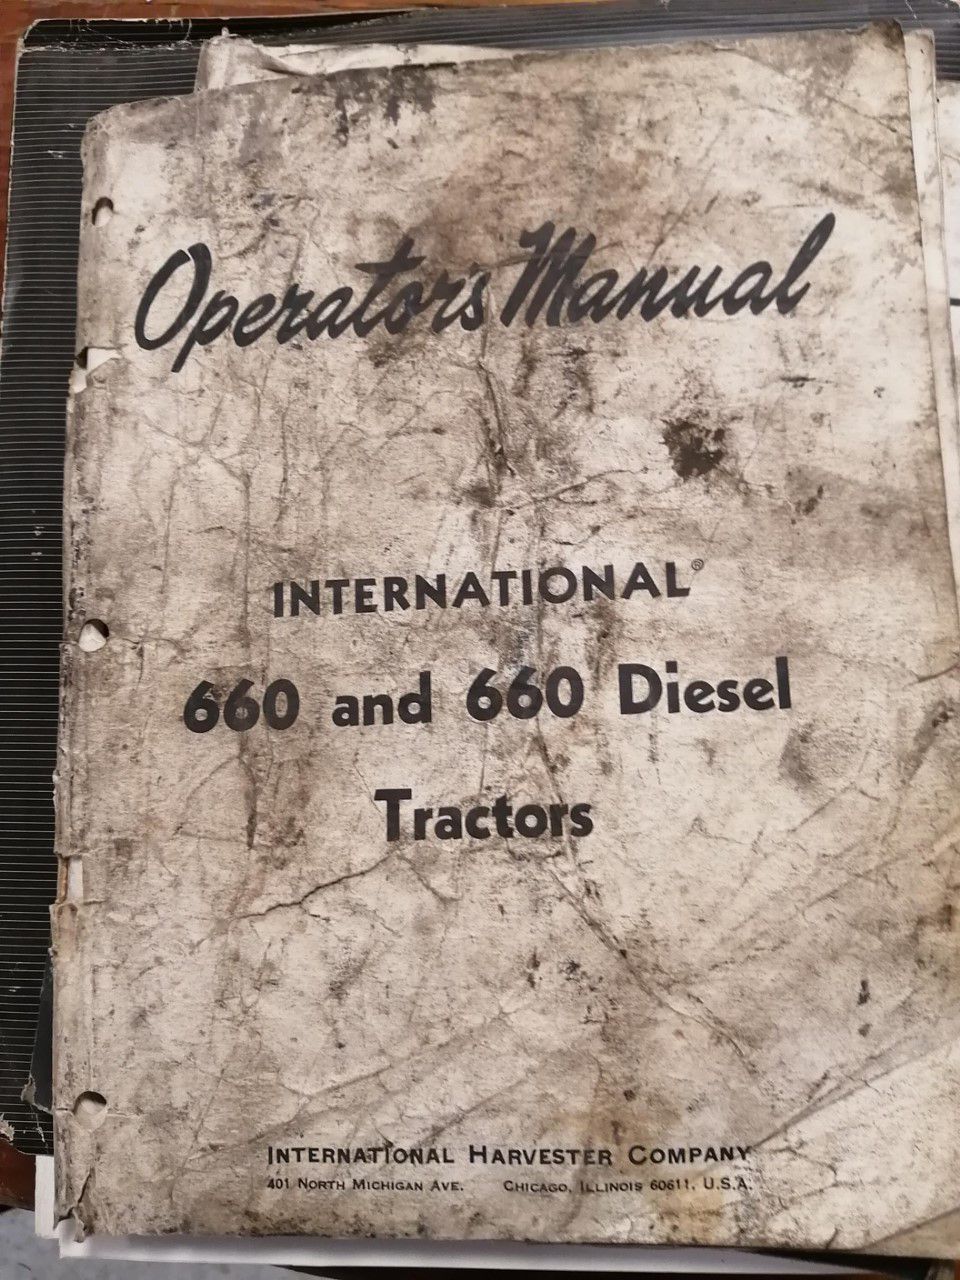 Operator's Manual
INTERNATIONAL®
660 and 660 Diesel
Tractors
INTERNATIONAL HARVESTER COMPANY
401 NORTH MICHIGAN AVE. CHICAGO, ILLINOIS 60611, U.S.A.